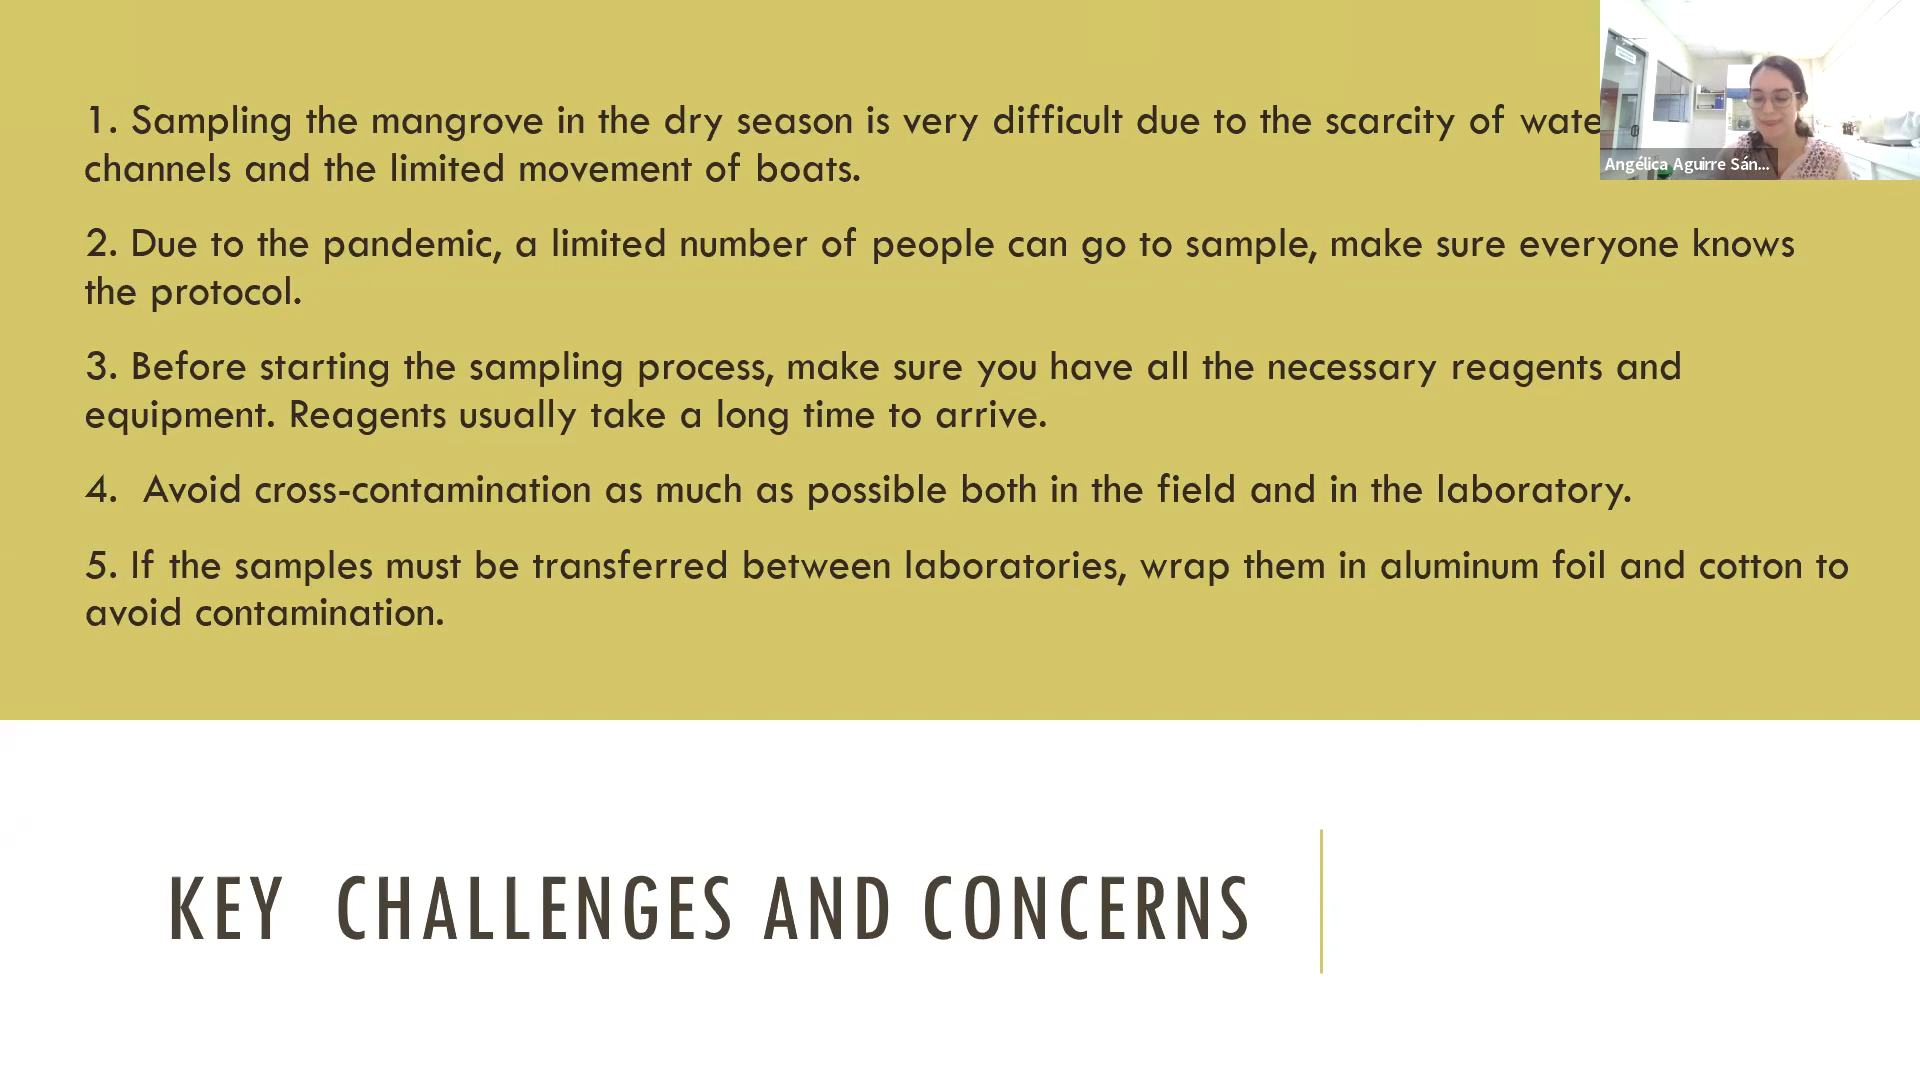 1. Sampling the mangrove in the dry season is very difficult due to the scarcity of
channels and the limited movement of boats.
2. Due to the pandemic, a limited number of people can go to sample, make sure everyone knows
the protocol.
3. Before starting the sampling process, make sure you have all the necessary reagents and
equipment. Reagents usually take a long time to arrive.
4. Avoid cross-contamination as much as possible both in the field and in the laboratory.
5. If the samples must be transferred between laboratories, wrap them in aluminum foil and cotton to
avoid contamination.
Angélica Aguirre Sán...
KEY CHALLENGES AND CONCERNS